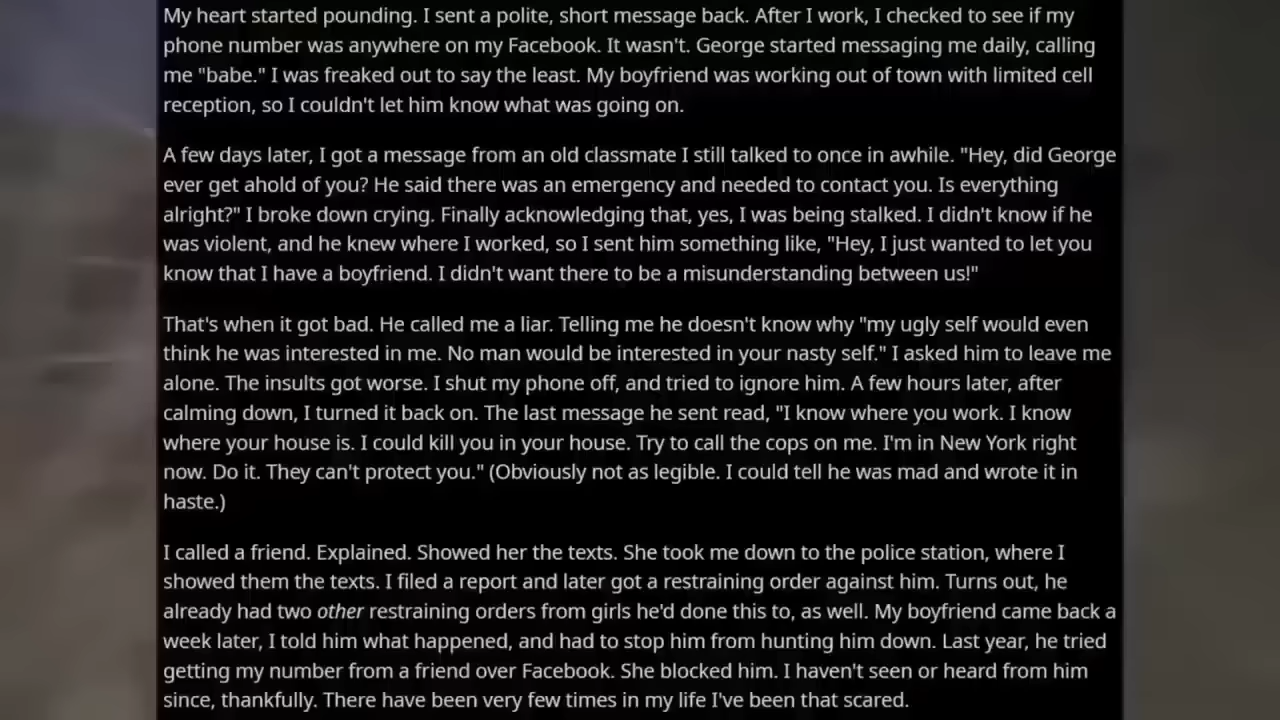 My heart started pounding. I sent a polite, short message back. After I work, I checked to see if my
phone number was anywhere on my Facebook. It wasn't. George started messaging me daily, calling
me "babe." I was freaked out to say the least. My boyfriend was working out of town with limited cell
reception, so I couldn't let him know what was going on.
A few days later, I got a message from an old classmate I still talked to once in awhile. "Hey, did George
ever get ahold of you? He said there was an emergency and needed to contact you. Is everything
alright?" I broke down crying. Finally acknowledging that, yes, I was being stalked. I didn't know if he
was violent, and he knew where I worked, so I sent him something like, "Hey, I just wanted to let you
know that I have a boyfriend. I didn't want there to be a misunderstanding between us!"
That's when it got bad. He called me a liar. Telling me he doesn't know why "my ugly self would even
think he was interested in me. No man would be interested in your nasty self." I asked him to leave me
alone. The insults got worse. I shut my phone off, and tried to ignore him. A few hours later, after
calming down, I turned it back on. The last message he sent read, "I know where you work. I know
where your house is. I could kill you in your house. Try to call the cops on me. I'm in New York right
now. Do it. They can't protect you." (Obviously not as legible. I could tell he was mad and wrote it in
haste.)
I called a friend. Explained. Showed her the texts. She took me down to the police station, where I
showed them the texts. I filed a report and later got a restraining order against him. Turns out, he
already had two other restraining orders from girls he'd done this to, as well. My boyfriend came back a
week later, I told him what happened, and had to stop him from hunting him down. Last year, he tried
getting my number from a friend over Facebook. She blocked him. I haven't seen or heard from him
since, thankfully. There have been very few times in my life I've been that scared.